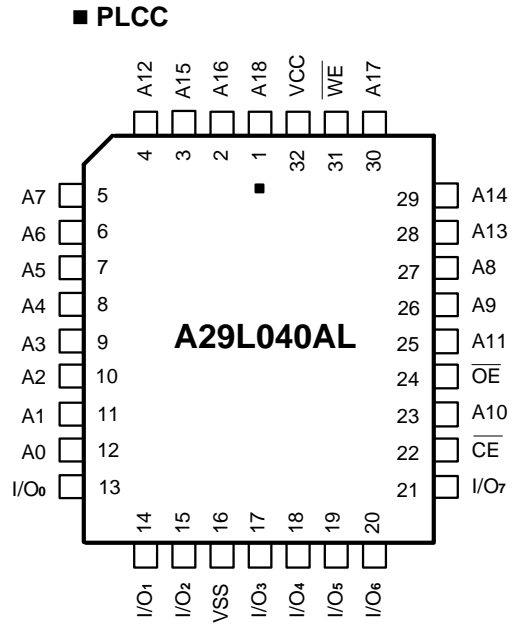 ■ PLCC
A12 A15 A16 A18 VCC W̅E̅ A17
4 3 2 1 32 31 30
A7 5 29 A14
A6 6 28 A13
A5 7 27 A8
A4 8 26 A9
A3 9 A29L040AL 25 A11
A2 10 24 O̅E̅
A1 11 23 A10
A0 12 22 C̅E̅
I/O0 13 21 I/O7
14 15 16 17 18 19 20
I/O1 I/O2 VSS I/O3 I/O4 I/O5 I/O6